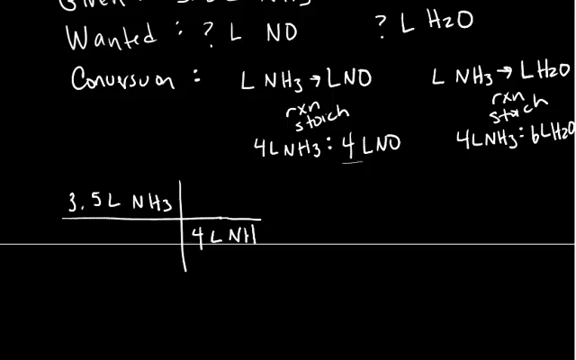 Wanted : ? L NO ? L H2O
Conversion : L NH3 → L NO L NH3 → L H2O
rxn stoich rxn stoich
4 L NH3 : 4 L NO 4 L NH3 : 6 L H2O
3.5 L NH3
4 L NH